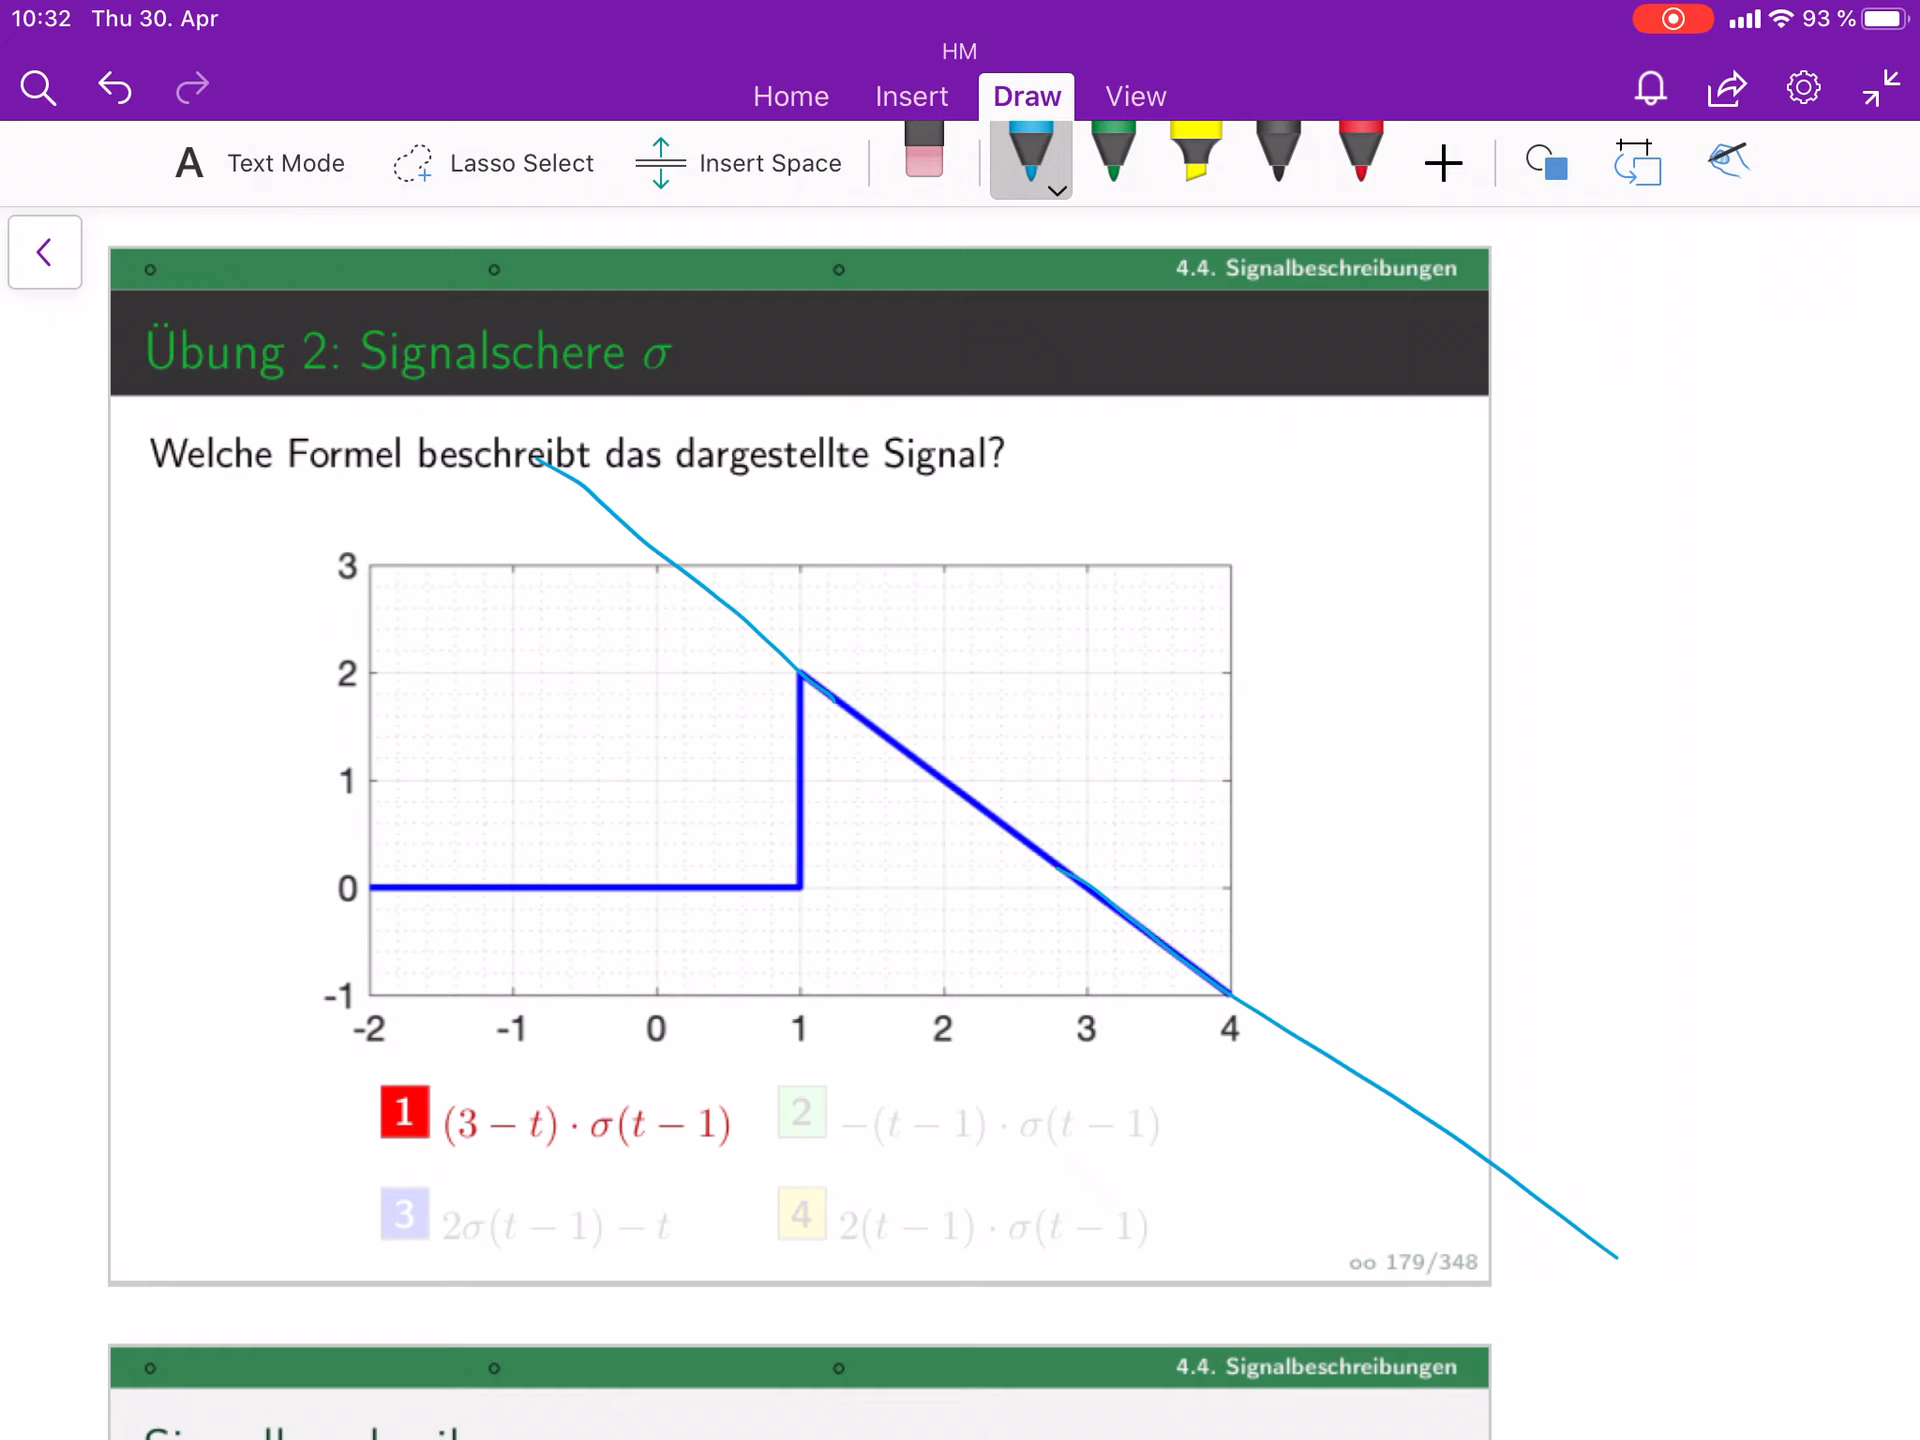 10:32 Thu 30. Apr 93 %
HM
Home Insert Draw View
A Text Mode Lasso Select Insert Space
4.4. Signalbeschreibungen
Übung 2: Signalschere σ
Welche Formel beschreibt das dargestellte Signal?
3
2
1
0
-1
-2 -1 0 1 2 3 4
1 (3 − t) · σ(t − 1) 2 −(t − 1) · σ(t − 1)
3 2σ(t − 1) − t 4 2(t − 1) · σ(t − 1)
179/348
4.4. Signalbeschreibungen